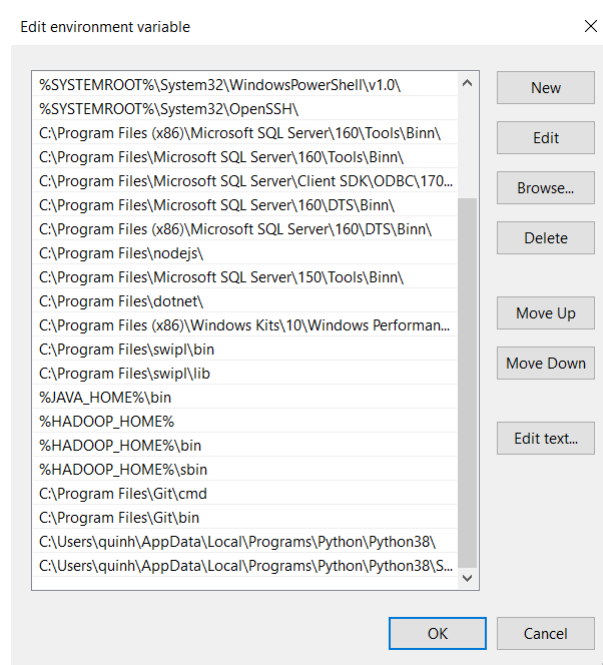 Edit environment variable
%SYSTEMROOT%\System32\WindowsPowerShell\v1.0\
%SYSTEMROOT%\System32\OpenSSH\
C:\Program Files (x86)\Microsoft SQL Server\160\Tools\Binn\
C:\Program Files\Microsoft SQL Server\160\Tools\Binn\
C:\Program Files\Microsoft SQL Server\Client SDK\ODBC\170...
C:\Program Files\Microsoft SQL Server\160\DTS\Binn\
C:\Program Files (x86)\Microsoft SQL Server\160\DTS\Binn\
C:\Program Files\nodejs\
C:\Program Files\Microsoft SQL Server\150\Tools\Binn\
C:\Program Files\dotnet\
C:\Program Files (x86)\Windows Kits\10\Windows Performan...
C:\Program Files\swipl\bin
C:\Program Files\swipl\lib
%JAVA_HOME%\bin
%HADOOP_HOME%
%HADOOP_HOME%\bin
%HADOOP_HOME%\sbin
C:\Program Files\Git\cmd
C:\Program Files\Git\bin
C:\Users\quinh\AppData\Local\Programs\Python\Python38\
C:\Users\quinh\AppData\Local\Programs\Python\Python38\S...
New
Edit
Browse...
Delete
Move Up
Move Down
Edit text...
OK
Cancel